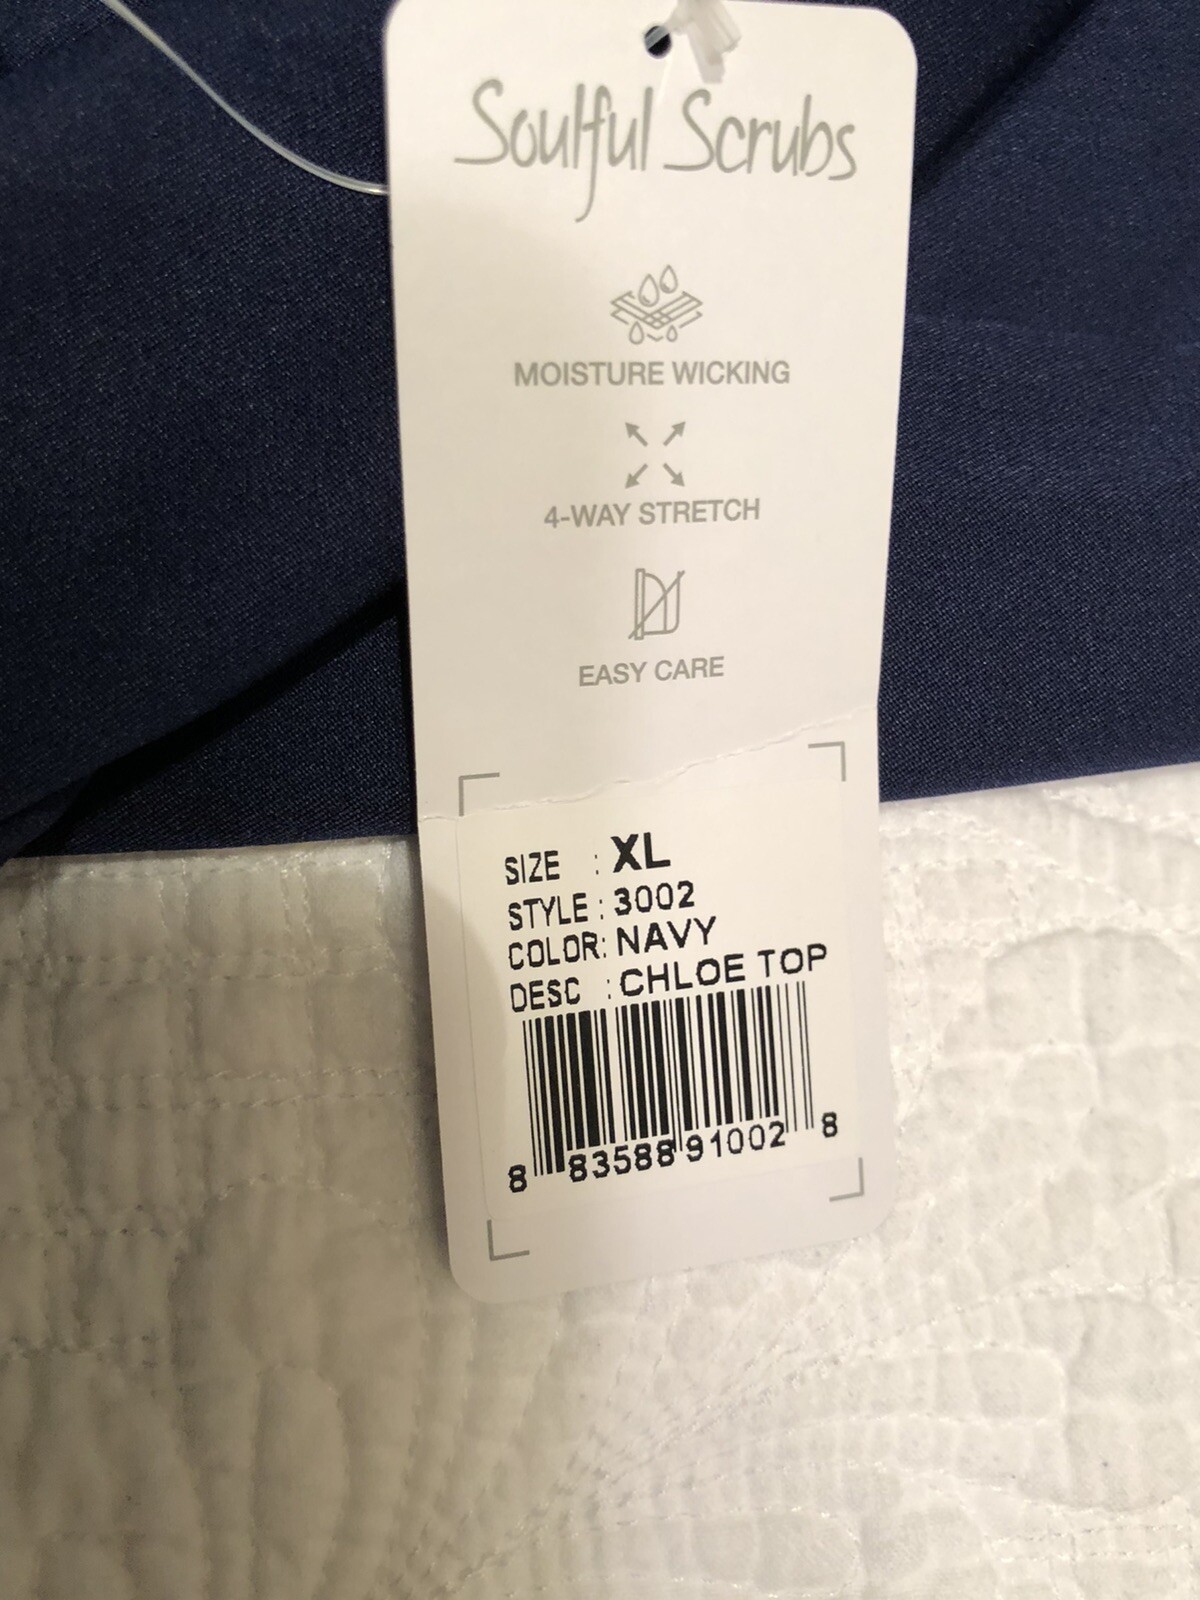 Soulful Scrubs
MOISTURE WICKING
4-WAY STRETCH
EASY CARE
SIZE : XL
STYLE : 3002
COLOR: NAVY
DESC : CHLOE TOP
8 83588 91002 8